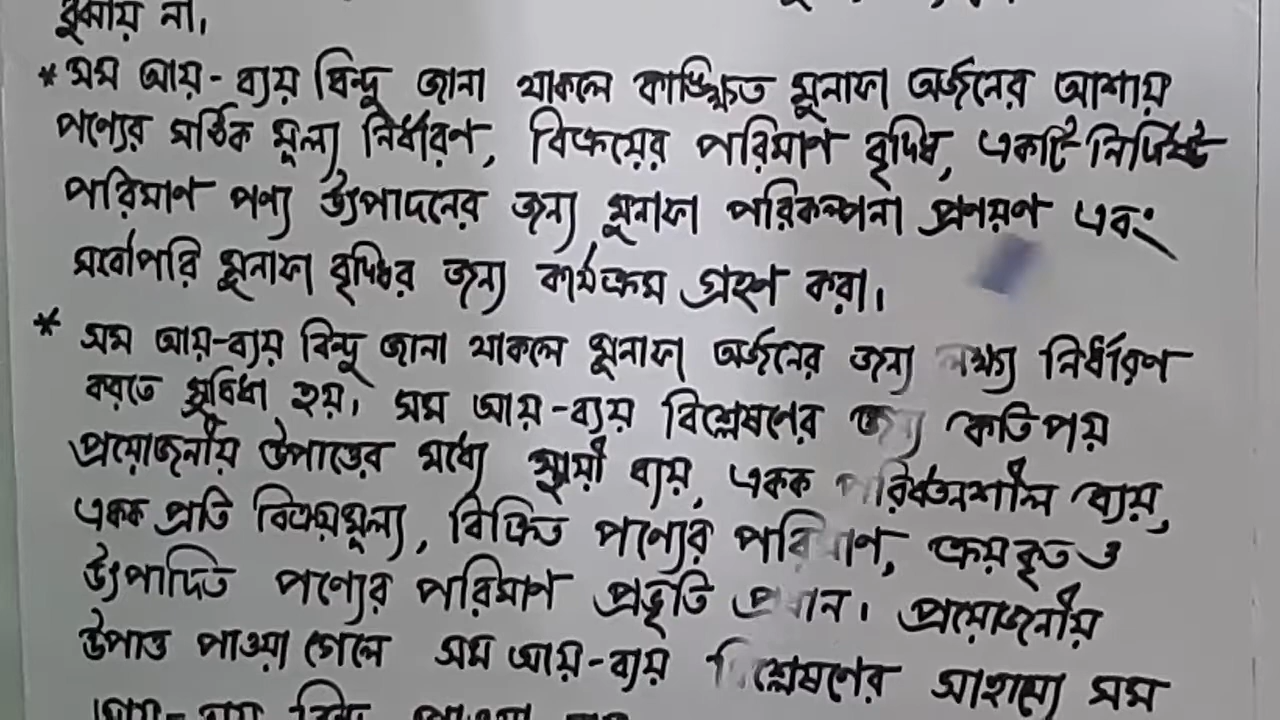 বুঝায় না।
* সম আয়-ব্যয় বিন্দু জানা থাকলে কাঙ্ক্ষিত মুনাফা অর্জনের আশায়
পণ্যের সঠিক মূল্য নির্ধারণ, বিক্রয়ের পরিমাণ বৃদ্ধি, একটি নির্দিষ্ট
পরিমাণ পণ্য উৎপাদনের জন্য মুনাফা পরিকল্পনা প্রণয়ণ এবং
সর্বোপরি মুনাফা বৃদ্ধির জন্য কার্যক্রম গ্রহণ করা।
* সম আয়-ব্যয় বিন্দু জানা থাকলে মুনাফা অর্জনের জন্য লক্ষ্য নির্ধারণ
করতে সুবিধা হয়। সম আয়-ব্যয় বিশ্লেষণের জন্য কতিপয়
প্রয়োজনীয় উপাত্তের মধ্যে স্থায়ী ব্যয়, একক পরিবর্তনশীল ব্যয়,
একক প্রতি বিক্রয়মূল্য, বিক্রিত পণ্যের পরিমাণ, ক্রয়কৃত ও
উৎপাদিত পণ্যের পরিমাণ প্রভৃতি প্রধান। প্রয়োজনীয়
উপাত্ত পাওয়া গেলে সম আয়-ব্যয় বিশ্লেষণের সাহায্যে সম